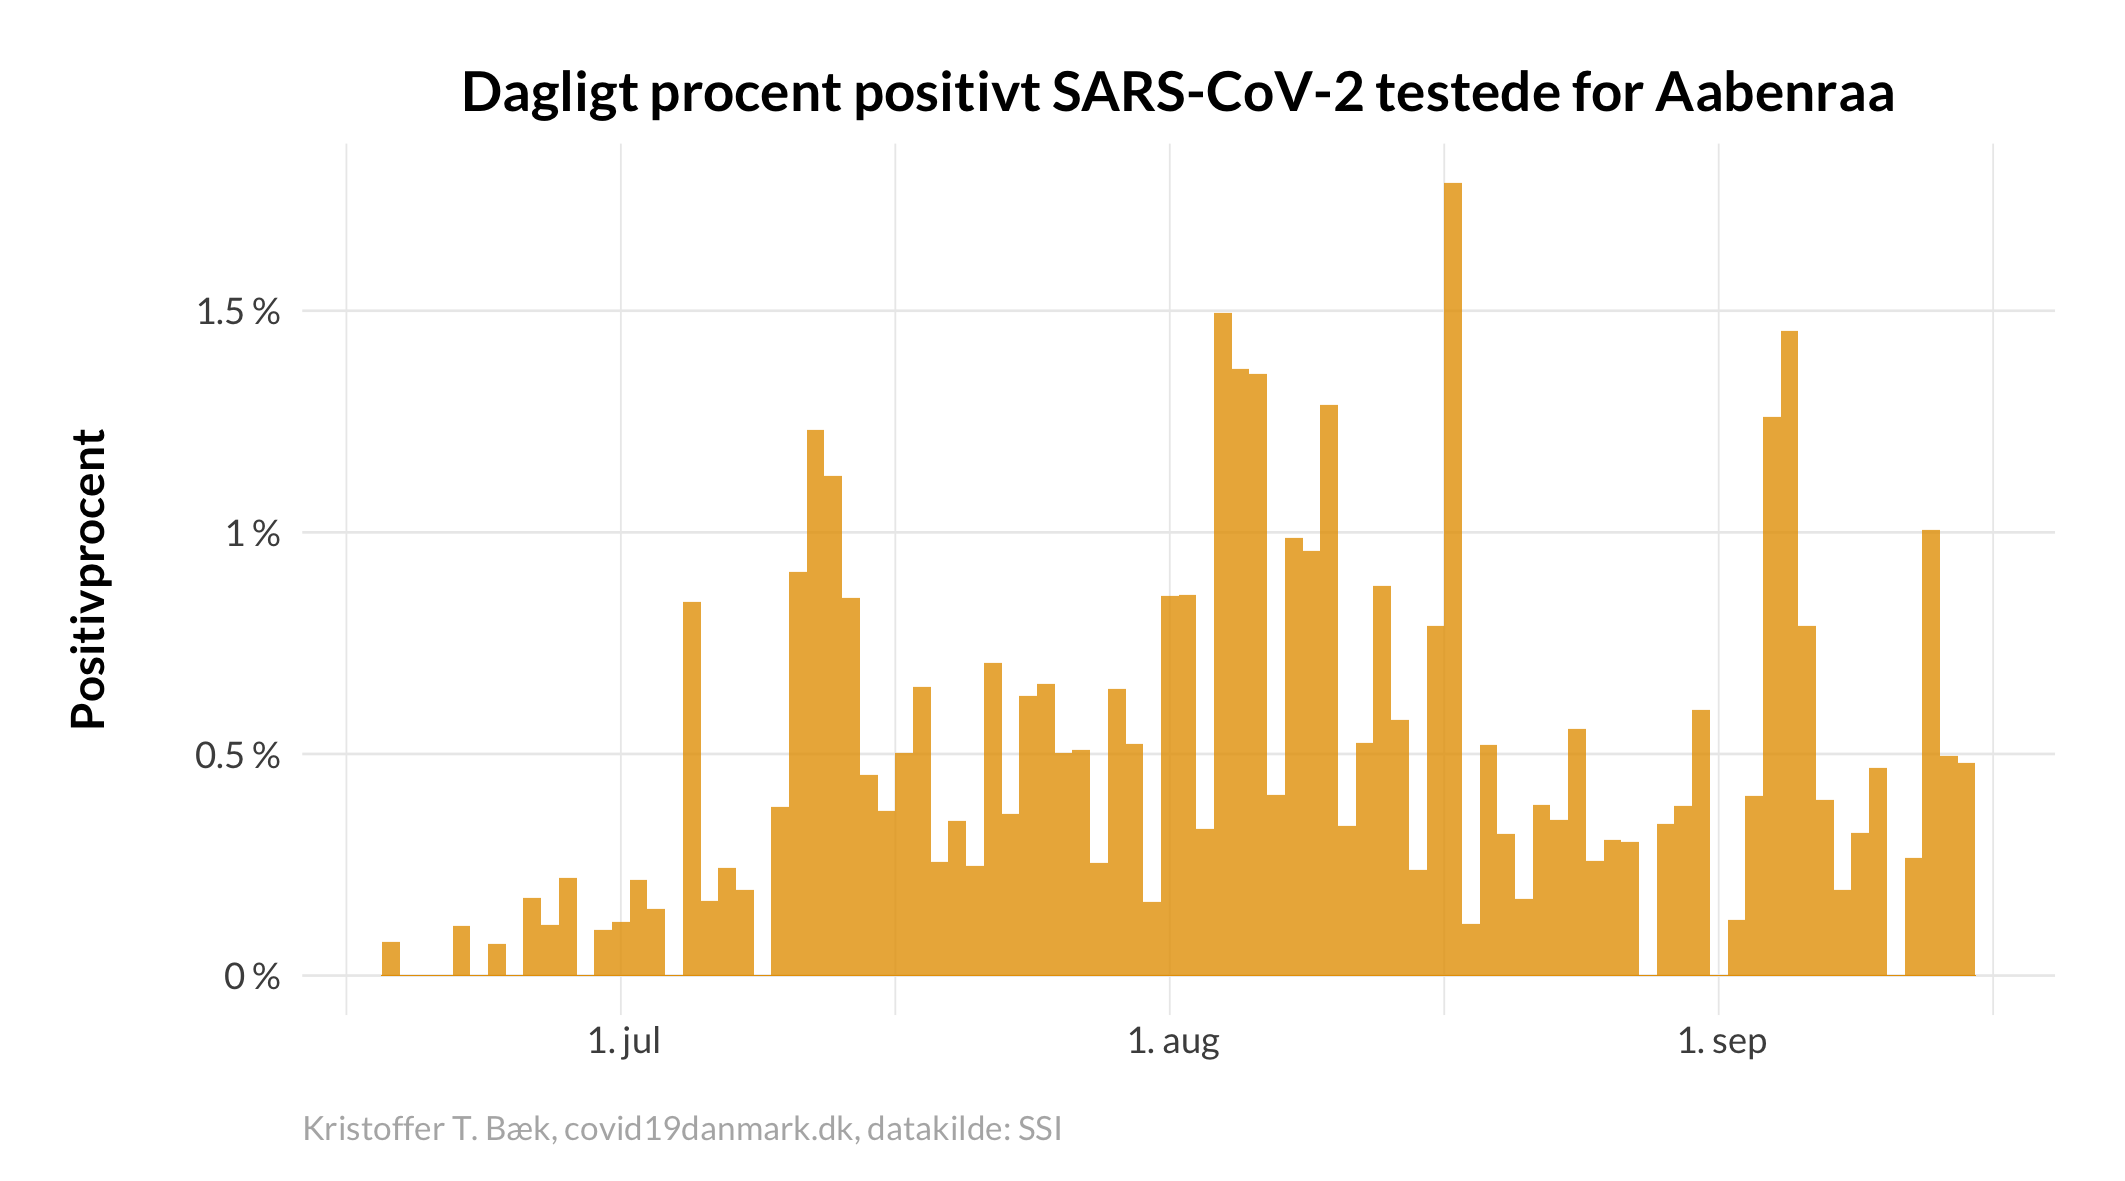 Dagligt procent positivt SARS-CoV-2 testede for Aabenraa
Positivprocent
1.5 %
1 %
0.5 %
0 %
1. jul
1. aug
1. sep
Kristoffer T. Bæk, covid19danmark.dk, datakilde: SSI